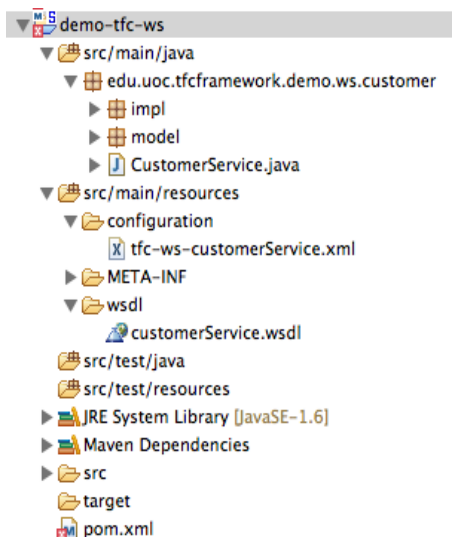 demo-tfc-ws
src/main/java
edu.uoc.tfcframework.demo.ws.customer
impl
model
CustomerService.java
src/main/resources
configuration
tfc-ws-customerService.xml
META-INF
wsdl
customerService.wsdl
src/test/java
src/test/resources
JRE System Library [JavaSE-1.6]
Maven Dependencies
src
target
pom.xml